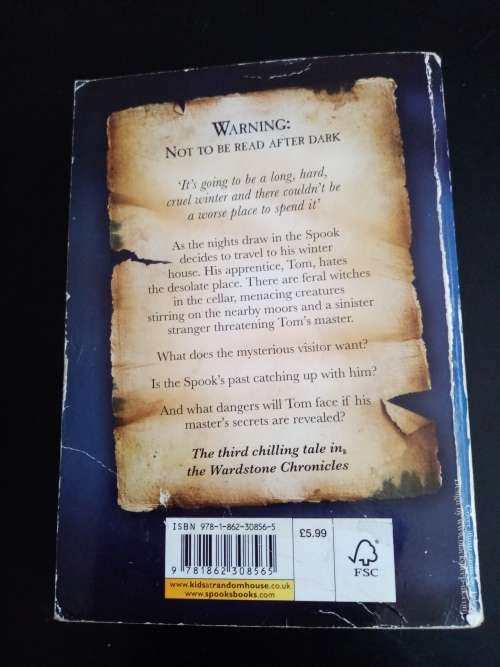 WARNING:
NOT TO BE READ AFTER DARK
'It's going to be a long, hard,
cruel winter and there couldn't be
a worse place to spend it'
As the nights draw in the Spook
decides to travel to his winter
house. His apprentice, Tom, hates
the desolate place. There are feral witches
in the cellar, menacing creatures
stirring on the nearby moors and a sinister
stranger threatening Tom's master.
What does the mysterious visitor want?
Is the Spook's past catching up with him?
And what dangers will Tom face if his
master's secrets are revealed?
The third chilling tale in
the Wardstone Chronicles
ISBN 978-1-862-30856-5
9 781862 308565
£5.99
FSC
www.kidsatrandomhouse.co.uk
www.spooksbooks.com